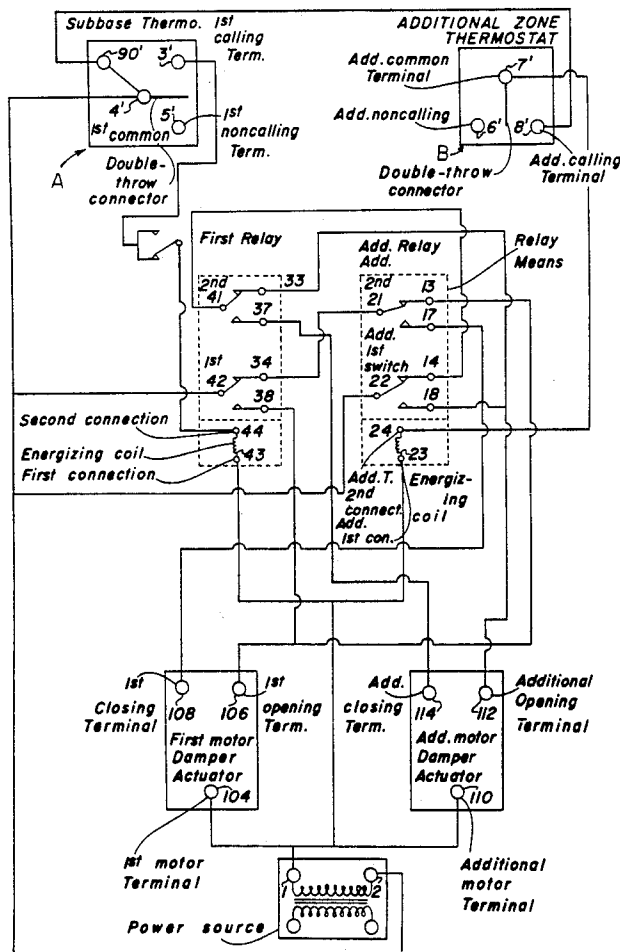 Subbase Thermo.
1st calling Term.
90'
3'
4'
5'
1st common
1st noncalling Term.
A
Double-throw connector
ADDITIONAL ZONE THERMOSTAT
Add. common Terminal
7'
Add. noncalling
6'
8'
B
Double-throw connector
Add. calling Terminal
First Relay
Add. Relay
Relay Means
2nd
41
33
37
1st
42
34
38
Add. 2nd
21
13
17
Add. 1st switch
22
14
18
Second connection
44
Energizing coil
43
First connection
24
23
Add. T. 2nd connect.
Add. 1st con.
Energizing coil
1st Closing Terminal
108
106
1st opening Term.
First motor Damper Actuator
104
1st motor Terminal
Add. closing Term.
114
112
Additional Opening Terminal
Add. motor Damper Actuator
110
Additional motor Terminal
1
2
Power source